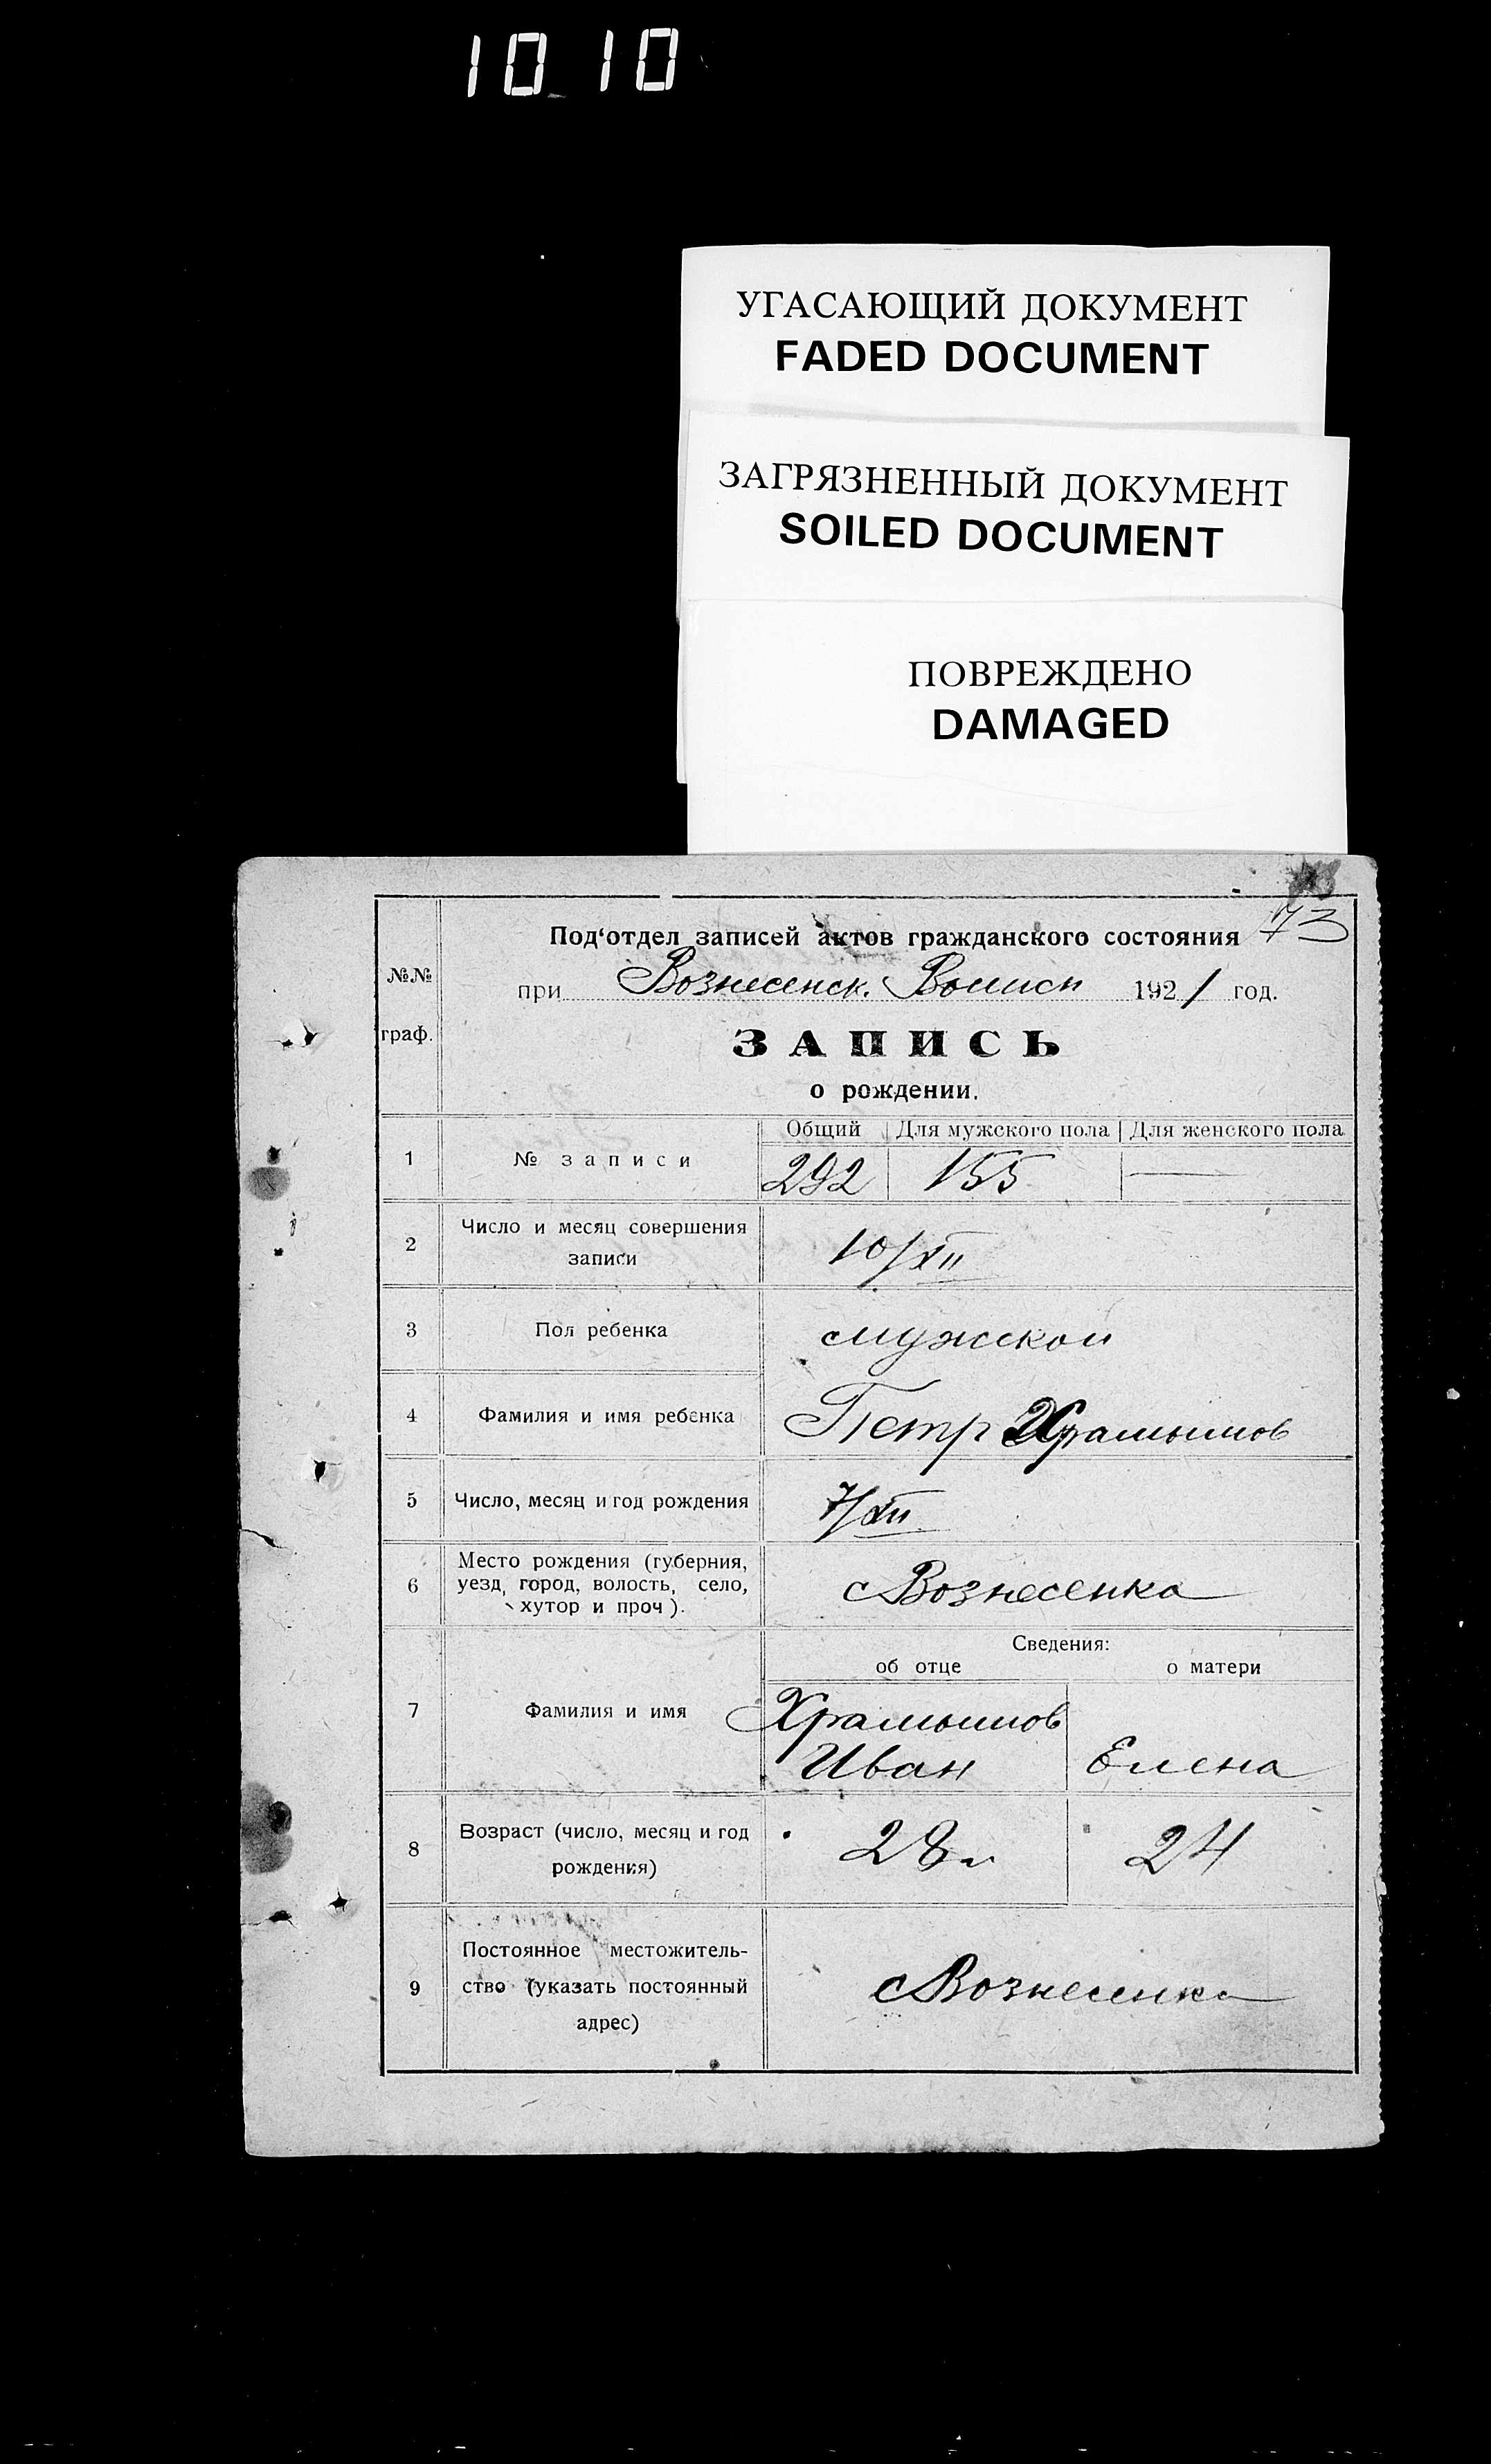 10 10
УГАСАЮЩИЙ ДОКУМЕНТ
FADED DOCUMENT
ЗАГРЯЗНЕННЫЙ ДОКУМЕНТ
SOILED DOCUMENT
ПОВРЕЖДЕНО
DAMAGED
73
Под‘отдел записей актов гражданского состояния
№№ граф.
при Вознесенск. 1921 год.
ЗАПИСЬ
о рождении.
Общий Для мужского пола Для женского пола
1 № записи 292 155 —
2 Число и месяц совершения
записи 10/XII
3 Пол ребенка мужской
4 Фамилия и имя ребенка Петр Храмышов
5 Число, месяц и год рождения 7/XII
6 Место рождения (губерния,
уезд, город, волость, село,
хутор и проч). с Вознесенка
Сведения:
об отце о матери
7 Фамилия и имя Храмышов
Иван Елена
8 Возраст (число, месяц и год
рождения) 28 24
9 Постоянное местожитель-
ство (указать постоянный
адрес) с Вознесенка